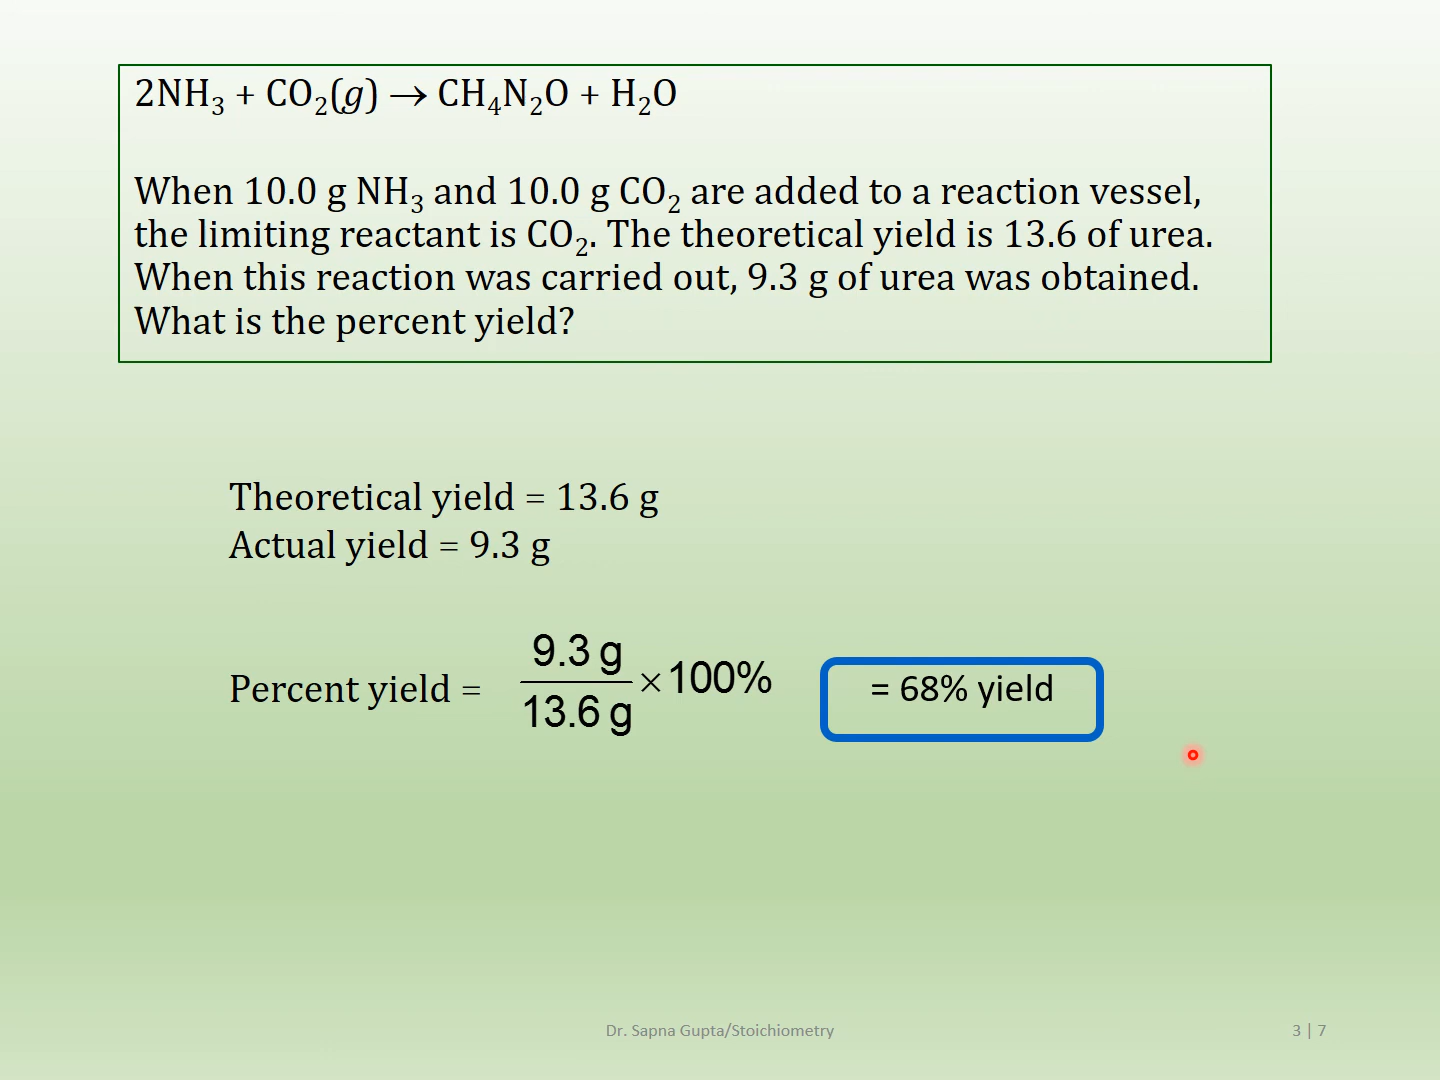 2NH₃ + CO₂(g) → CH₄N₂O + H₂O
When 10.0 g NH₃ and 10.0 g CO₂ are added to a reaction vessel,
the limiting reactant is CO₂. The theoretical yield is 13.6 of urea.
When this reaction was carried out, 9.3 g of urea was obtained.
What is the percent yield?
Theoretical yield = 13.6 g
Actual yield = 9.3 g
9.3 g
Percent yield = ×100% = 68% yield
13.6 g
Dr. Sapna Gupta/Stoichiometry 3 | 7